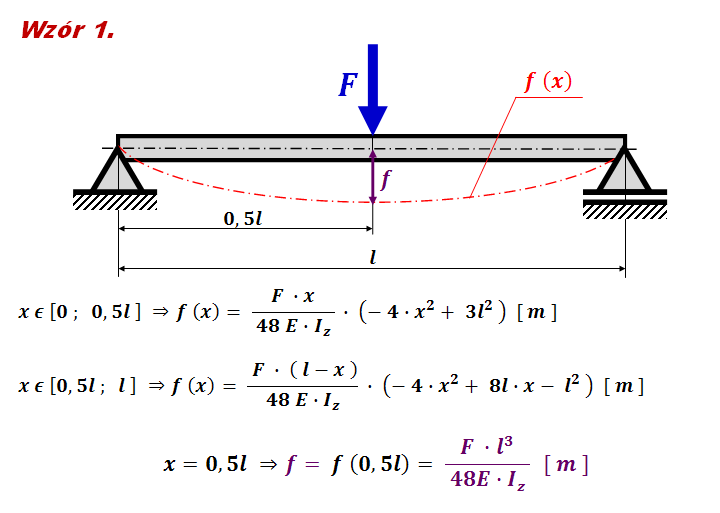 Wzór 1.
F
f (x)
f
0, 5l
l
x ϵ [0 ; 0, 5l ] ⇒ f (x) = F · x / 48 E · I_z · (− 4 · x² + 3l² ) [ m ]
x ϵ [0, 5l ; l ] ⇒ f (x) = F · ( l − x ) / 48 E · I_z · (− 4 · x² + 8l · x − l² ) [ m ]
x = 0, 5l ⇒ f = f (0, 5l) = F · l³ / 48E · I_z [ m ]